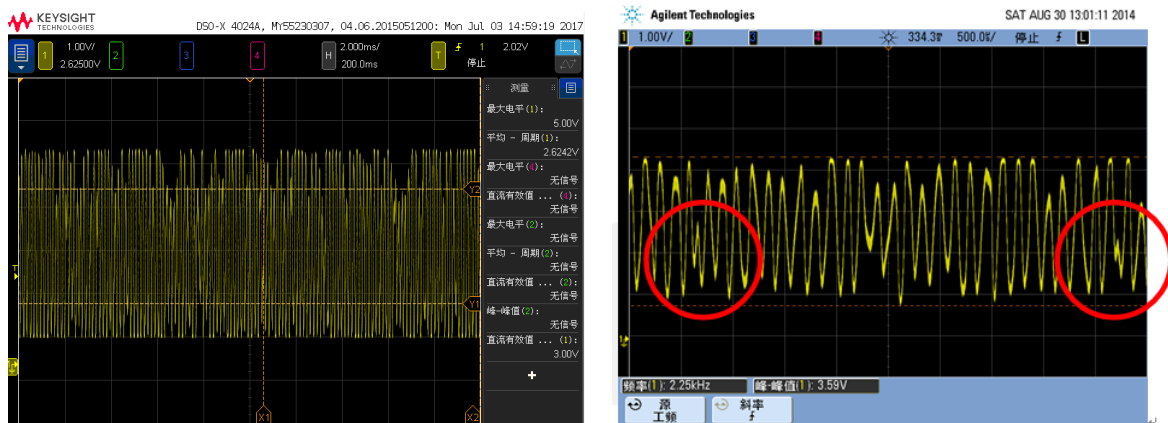 KEYSIGHT
TECHNOLOGIES
DSO-X 4024A, MY55230307, 04.06.2015051200: Mon Jul 03 14:59:19 2017
1 1.00V/ 2.62500V 2 3 4 H 2.000ms/ 200.0ms T 1 2.02V 停止
测量
最大电平(1):
5.00V
平均 - 周期(1):
2.6242V
最大电平(4):
无信号
直流有效值 ... (4):
无信号
最大电平(2):
无信号
平均 - 周期(2):
无信号
直流有效值 ... (2):
无信号
峰-峰值(2):
无信号
直流有效值 ... (1):
3.00V
+
Y2
T
Y1
X1
X2
Agilent Technologies
SAT AUG 30 13:01:11 2014
1 1.00V/ 2 3 4 334.3 500.0 停止 L
频率(1): 2.25kHz 峰-峰值(1): 3.59V
源 斜率
工频